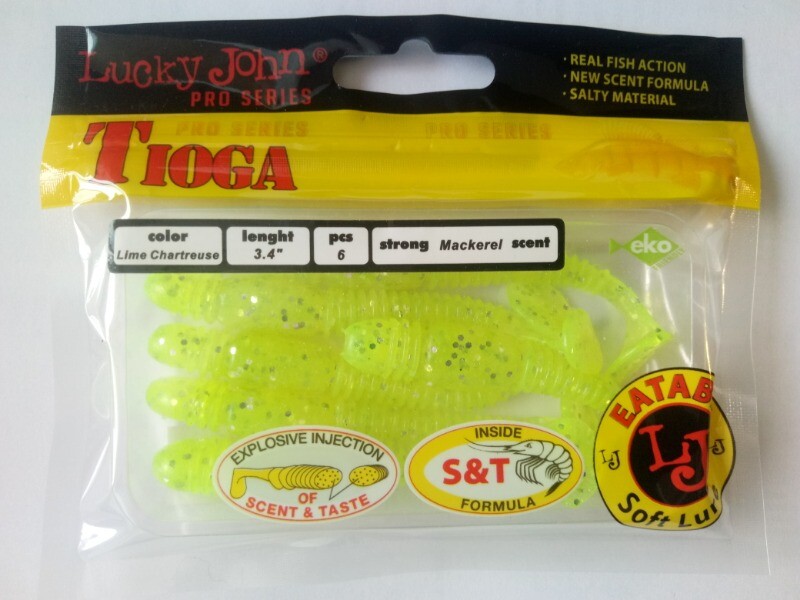 Lucky John®
PRO SERIES
· REAL FISH ACTION
· NEW SCENT FORMULA
· SALTY MATERIAL
PRO SERIES PRO SERIES
TIOGA
color
Lime Chartreuse
lenght
3.4"
pcs
6
strong Mackerel scent
eko
EXPLOSIVE INJECTION
OF
SCENT & TASTE
INSIDE
S&T
FORMULA
EATAB
LJ LJ LJ
Soft Lur